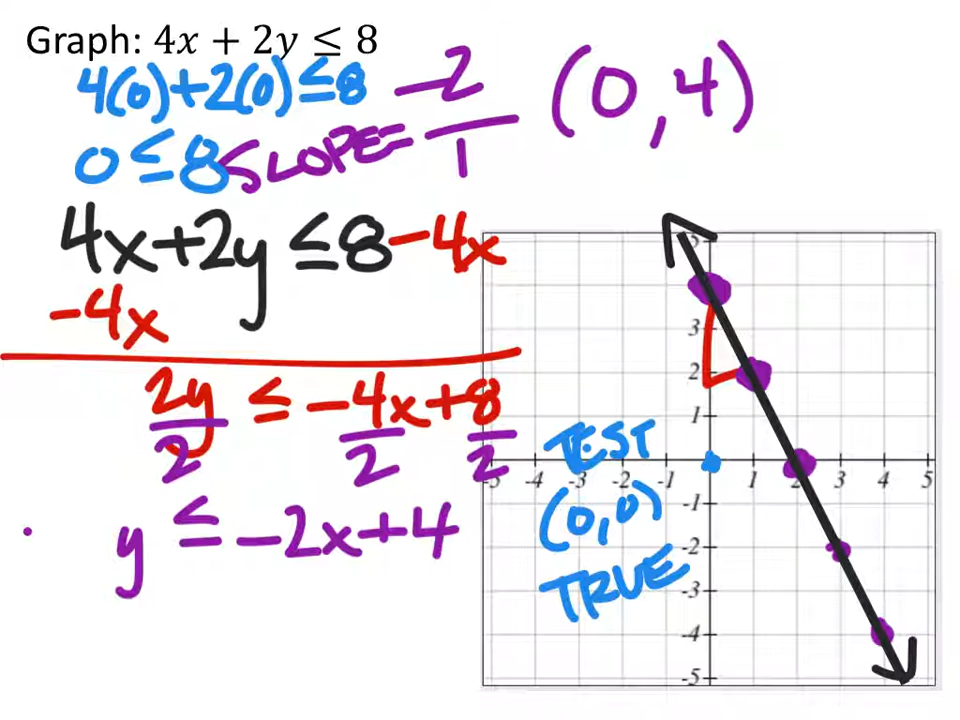 Graph: 4x + 2y ≤ 8
4(0)+2(0) ≤8
0 ≤ 8
SLOPE= -2/1
(0,4)
4x+2y ≤8 -4x
-4x
2y/2 ≤ -4x/2 + 8/2
y ≤ -2x+4
TEST
(0,0)
TRUE
5
3
2
1
-5 -4 -3 -2 -1 1 2 3 4 5
-1
-2
-3
-4
-5